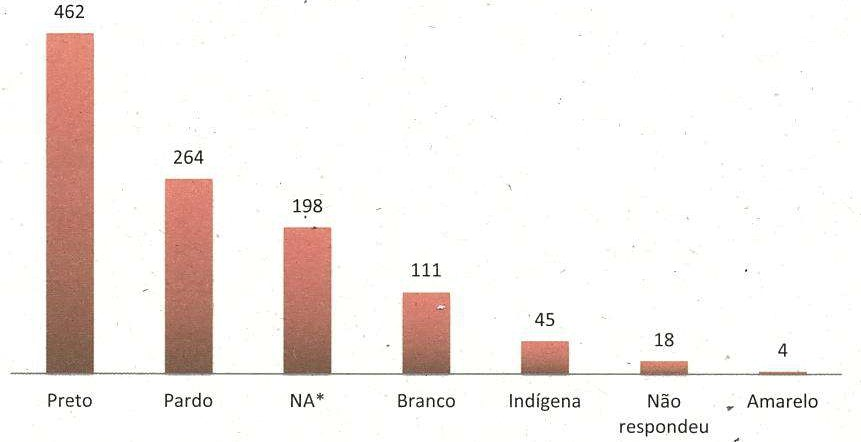 462
264
198
111
45
18
4
Preto
Pardo
NA*
Branco
Indígena
Não
respondeu
Amarelo